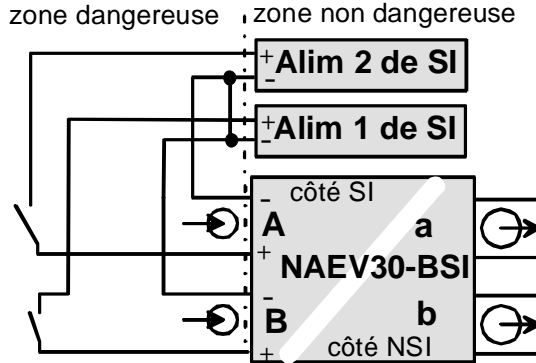 zone dangereuse zone non dangereuse
+ Alim 2 de SI
-
+ Alim 1 de SI
-
- côté SI
A a
+ NAEV30-BSI
-
B b
+ côté NSI